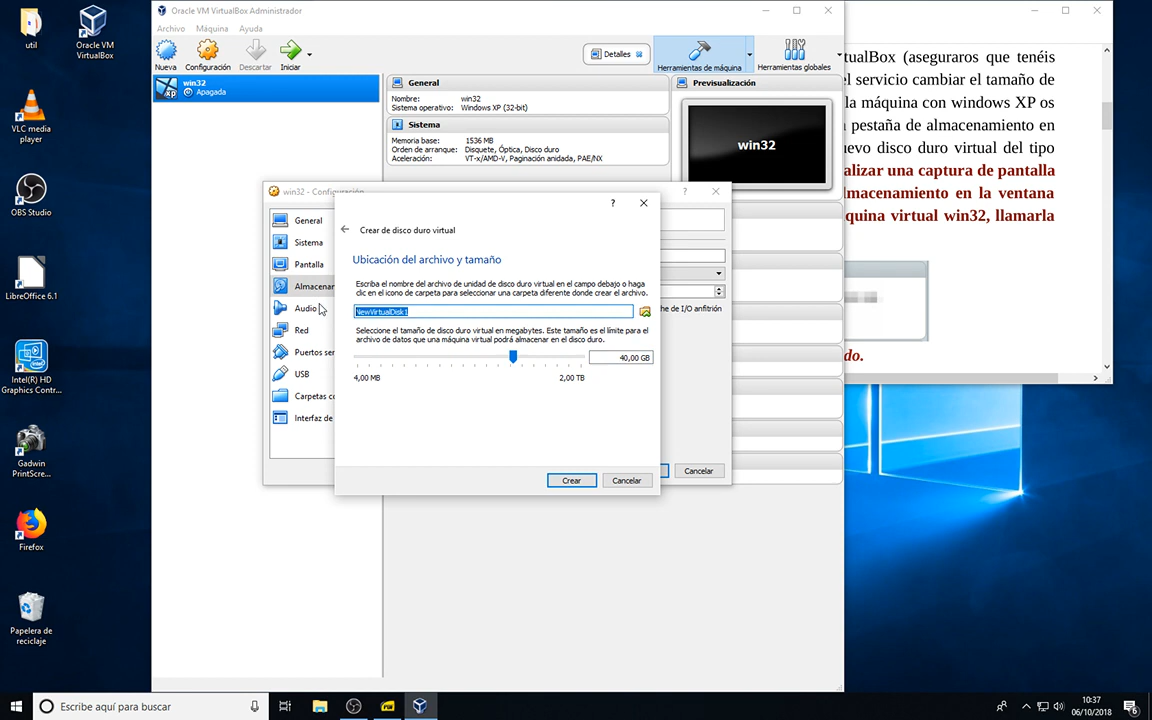 util
Oracle VM
VirtualBox
VLC media
player
OBS Studio
LibreOffice 6.1
Intel(R) HD
Graphics Contr...
Gadwin
PrintScre...
Firefox
Papelera de
reciclaje
Oracle VM VirtualBox Administrador
Archivo Máquina Ayuda
Nueva Configuración Descartar Iniciar
Detalles
Herramientas de máquina
Herramientas globales
win32
Apagada
XP
General
Nombre: win32
Sistema operativo: Windows XP (32-bit)
Sistema
Memoria base: 1536 MB
Orden de arranque: Disquete, Óptica, Disco duro
Aceleración: VT-x/AMD-V, Paginación anidada, PAE/NX
Previsualización
win32
win32 - Configuración
General
Sistema
Pantalla
Almacenar
Audio
Red
Puertos ser
USB
Carpetas co
Interfaz de
he de I/O anfitrión
Cancelar
Crear de disco duro virtual
Ubicación del archivo y tamaño
Escriba el nombre del archivo de unidad de disco duro virtual en el campo debajo o haga
clic en el icono de carpeta para seleccionar una carpeta diferente donde crear el archivo.
NewVirtualDisk1
Seleccione el tamaño de disco duro virtual en megabytes. Este tamaño es el límite para el
archivo de datos que una máquina virtual podrá almacenar en el disco duro.
40,00 GB
4,00 MB 2,00 TB
Crear Cancelar
tualBox (aseguraros que tenéis
el servicio cambiar el tamaño de
la máquina con windows XP os
a pestaña de almacenamiento en
uevo disco duro virtual del tipo
alizar una captura de pantalla
lmacenamiento en la ventana
quina virtual win32, llamarla
do.
Escribe aquí para buscar
10:37
06/10/2018
6